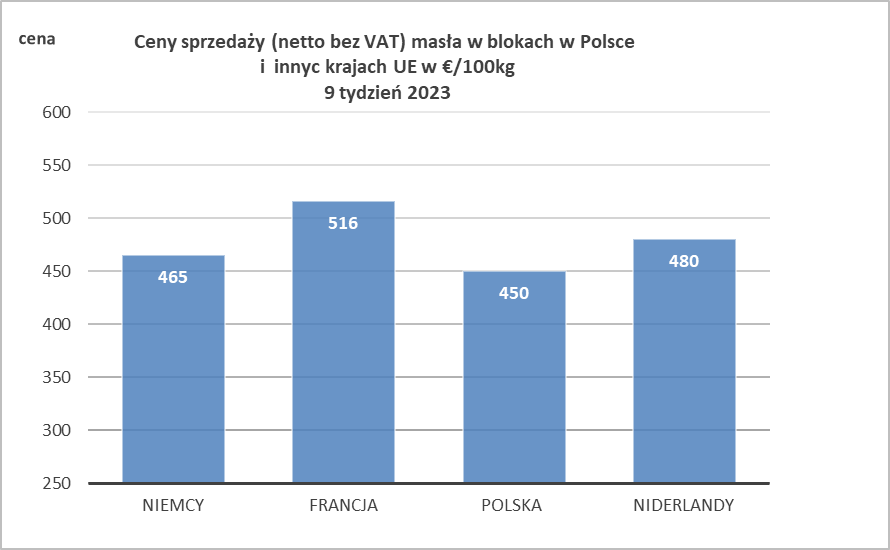 cena
Ceny sprzedaży (netto bez VAT) masła w blokach w Polsce
i innyc krajach UE w €/100kg
9 tydzień 2023
600
550
500
450
400
350
300
250
465
516
450
480
NIEMCY
FRANCJA
POLSKA
NIDERLANDY